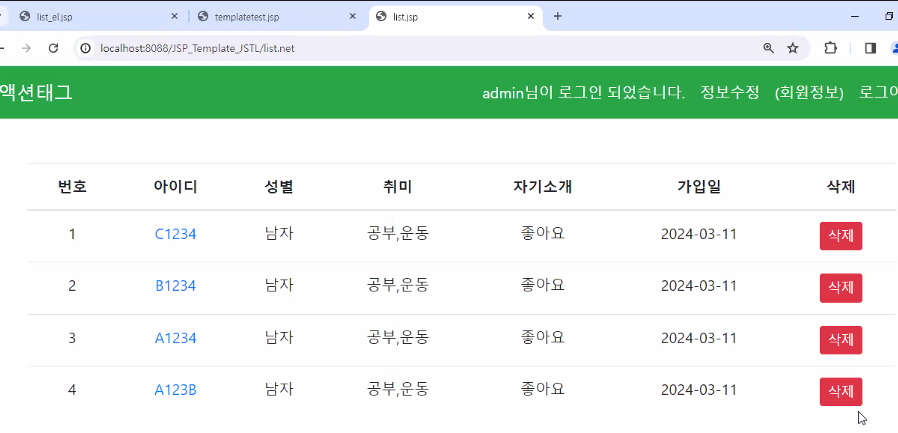 list_el.jsp
templatetest.jsp
list.jsp
localhost:8088/JSP_Template_JSTL/list.net
액션태그 admin님이 로그인 되었습니다. 정보수정 (회원정보)
번호 아이디 성별 취미 자기소개 가입일 삭제
1 C1234 남자 공부,운동 좋아요 2024-03-11 삭제
2 B1234 남자 공부,운동 좋아요 2024-03-11 삭제
3 A1234 남자 공부,운동 좋아요 2024-03-11 삭제
4 A123B 남자 공부,운동 좋아요 2024-03-11 삭제